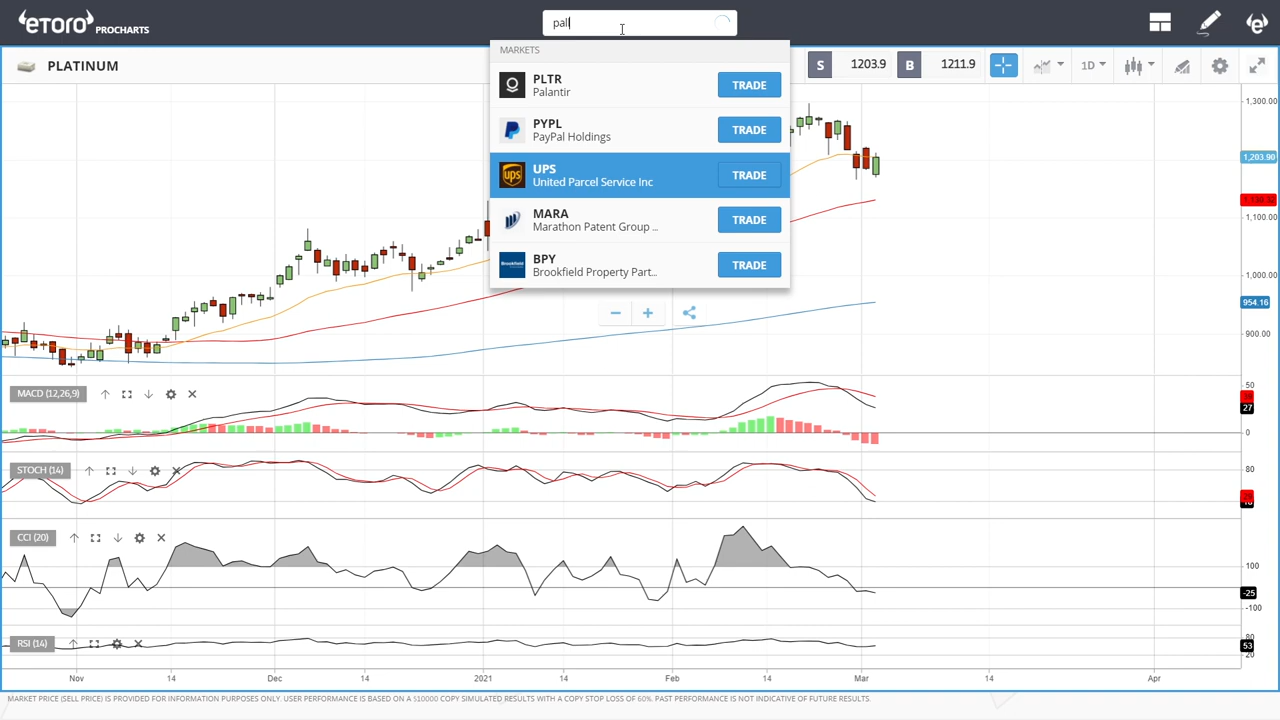 eToro PROCHARTS
pall
MARKETS
PLTR
Palantir
TRADE
PYPL
PayPal Holdings
TRADE
UPS
United Parcel Service Inc
TRADE
MARA
Marathon Patent Group ..
TRADE
BPY
Brookfield Property Part..
TRADE
PLATINUM
S 1203.9 B 1211.9 1D
1,300.00
1,203.90
1,100.00
1,000.00
954.16
900.00
MACD (12,26,9)
50
27
0
STOCH (14)
80
CCI (20)
100
-25
-100
RSI (14)
80
53
20
Nov 14 Dec 14 2021 14 Feb 14 Mar 14 Apr
MARKET PRICE (SELL PRICE) IS PROVIDED FOR INFORMATION PURPOSES ONLY. USER PERFORMANCE IS BASED ON A $10000 COPY SIMULATED RESULTS WITH A COPY STOP LOSS OF 60%. PAST PERFORMANCE IS NOT INDICATIVE OF FUTURE RESULTS.